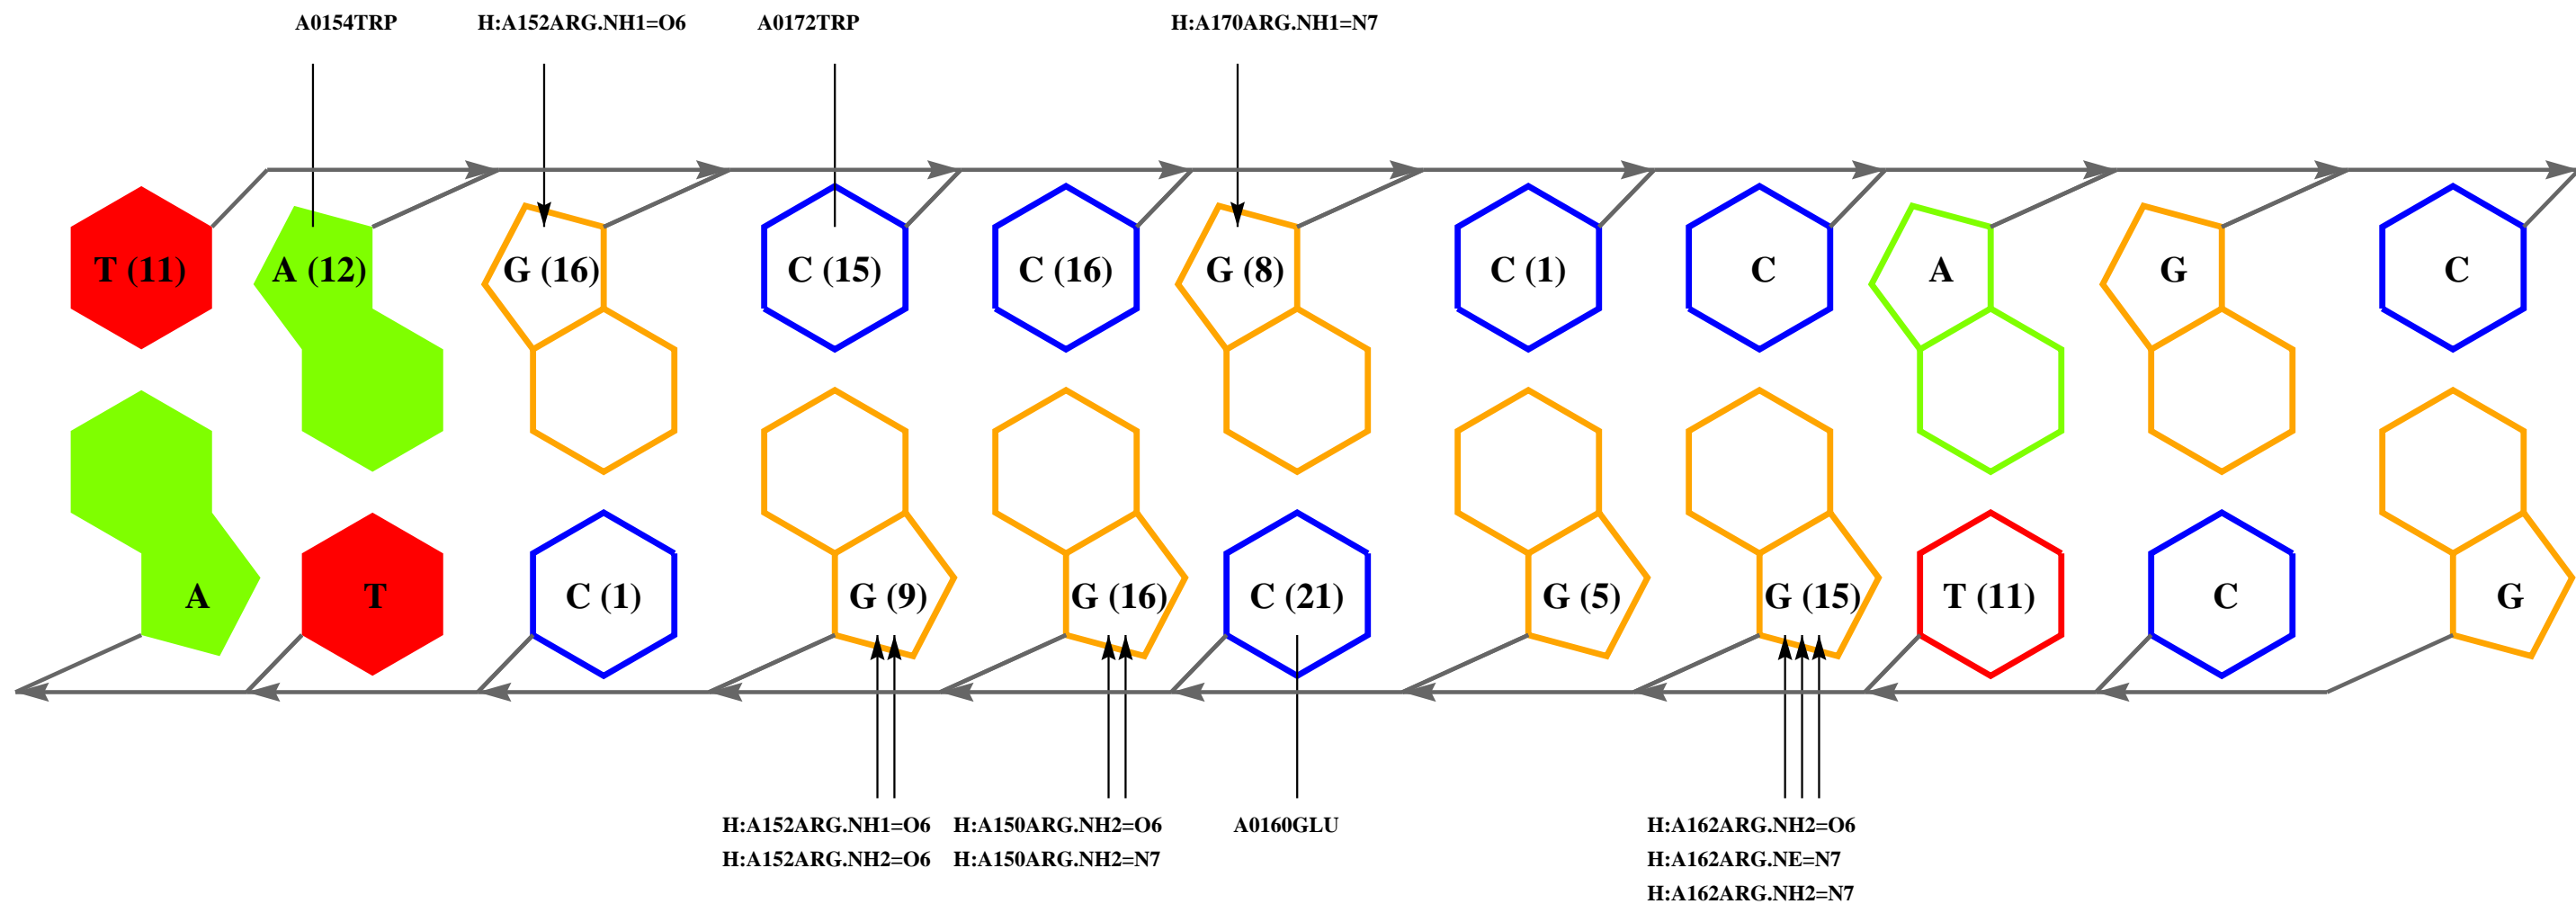 A0154TRP H:A152ARG.NH1=O6 A0172TRP H:A170ARG.NH1=N7
T (11) A (12) G (16) C (15) C (16) G (8) C (1) C A G C
A T C (1) G (9) G (16) C (21) G (5) G (15) T (11) C G
H:A152ARG.NH1=O6 H:A150ARG.NH2=O6 A0160GLU H:A162ARG.NH2=O6
H:A152ARG.NH2=O6 H:A150ARG.NH2=N7 H:A162ARG.NE=N7
H:A162ARG.NH2=N7